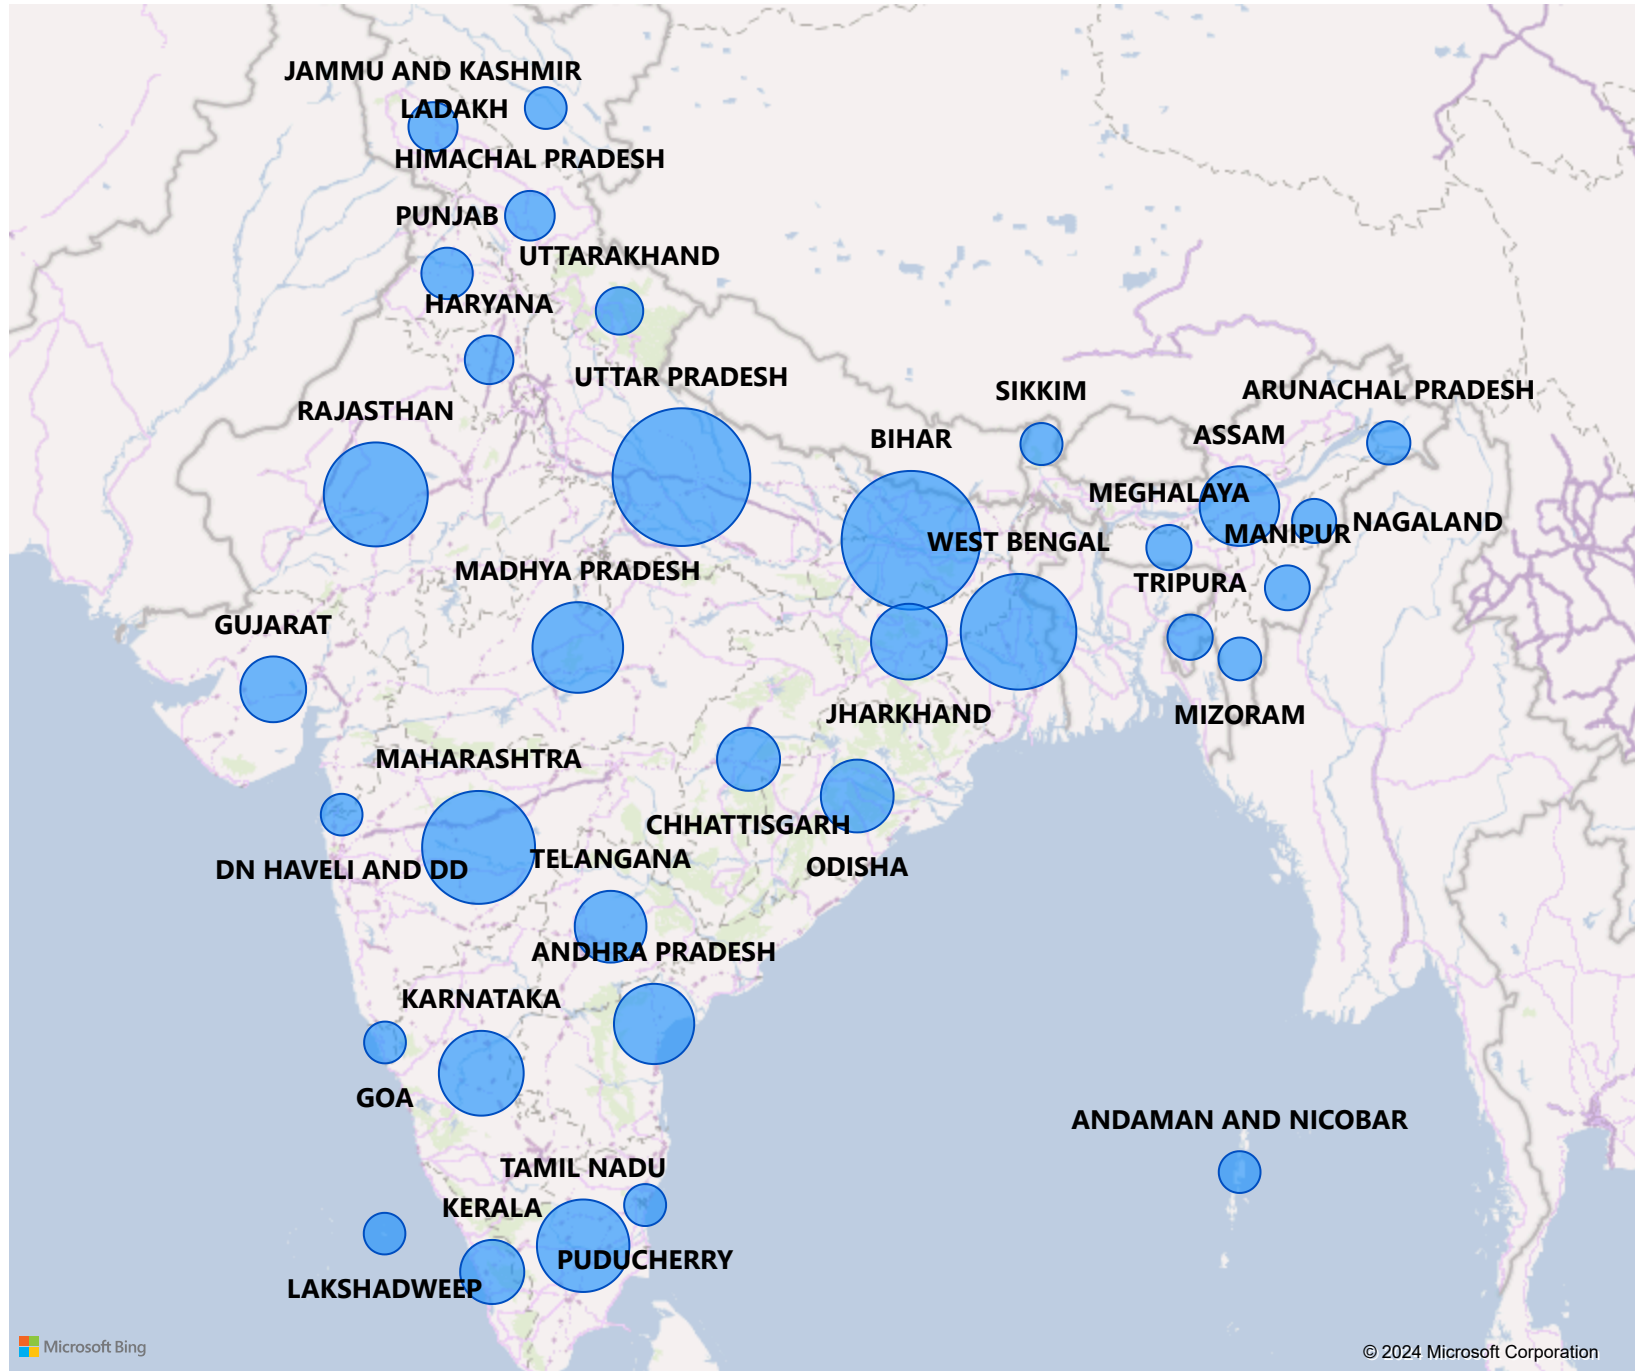 JAMMU AND KASHMIR
LADAKH
HIMACHAL PRADESH
PUNJAB
UTTARAKHAND
HARYANA
UTTAR PRADESH
RAJASTHAN
SIKKIM
ARUNACHAL PRADESH
BIHAR
ASSAM
MEGHALAYA
NAGALAND
MANIPUR
WEST BENGAL
MADHYA PRADESH
TRIPURA
GUJARAT
JHARKHAND
MIZORAM
MAHARASHTRA
CHHATTISGARH
TELANGANA
ODISHA
DN HAVELI AND DD
ANDHRA PRADESH
KARNATAKA
GOA
ANDAMAN AND NICOBAR
TAMIL NADU
KERALA
PUDUCHERRY
LAKSHADWEEP
Microsoft Bing
© 2024 Microsoft Corporation